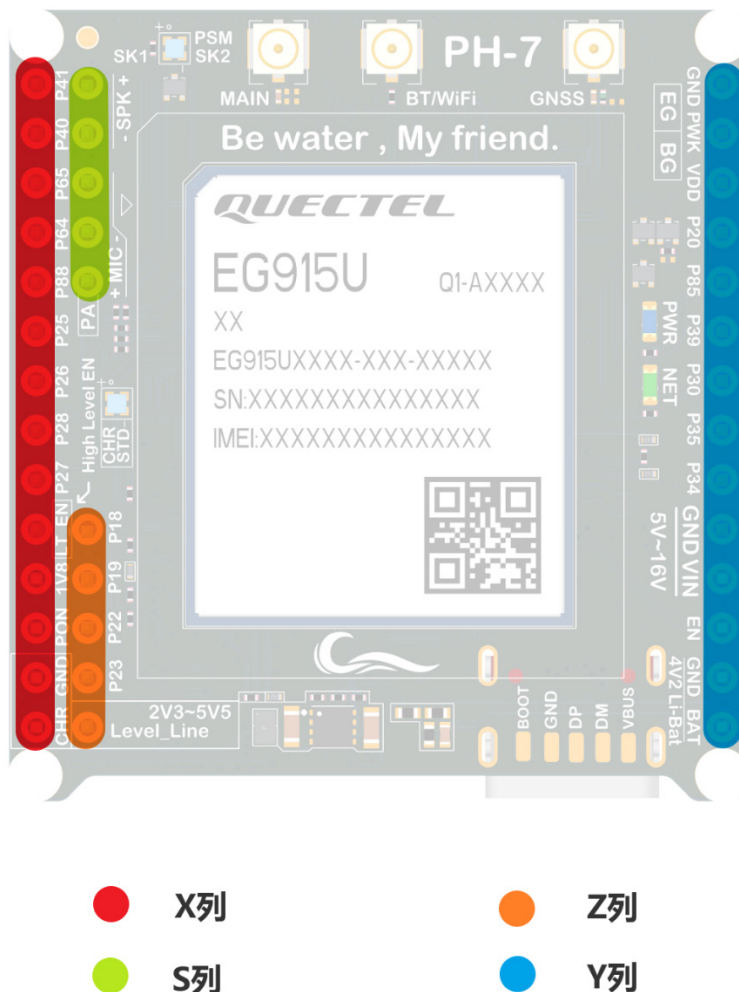 PSM
SK1
SK2
PH-7
MAIN
BT/WiFi
GNSS
Be water , My friend.
P41
P40
P65
P64
P88
P25
P26
P28
P27
LT EN
1V8
PON
GND
CHR
- SPK +
+ MIC -
PA
High Level EN
CHR
STD
P18
P19
P22
P23
2V3~5V5
Level_Line
QUECTEL
EG915U
Q1-AXXXX
XX
EG915UXXXX-XXX-XXXXX
SN:XXXXXXXXXXXXXXX
IMEI:XXXXXXXXXXXXXXX
EG
BG
PWR
NET
GND
PWK
VDD
P20
P85
P39
P30
P35
P34
GND
VIN
5V~16V
EN
GND
BAT
4V2 Li-Bat
BOOT
GND
DP
DM
VBUS
X列
Z列
S列
Y列